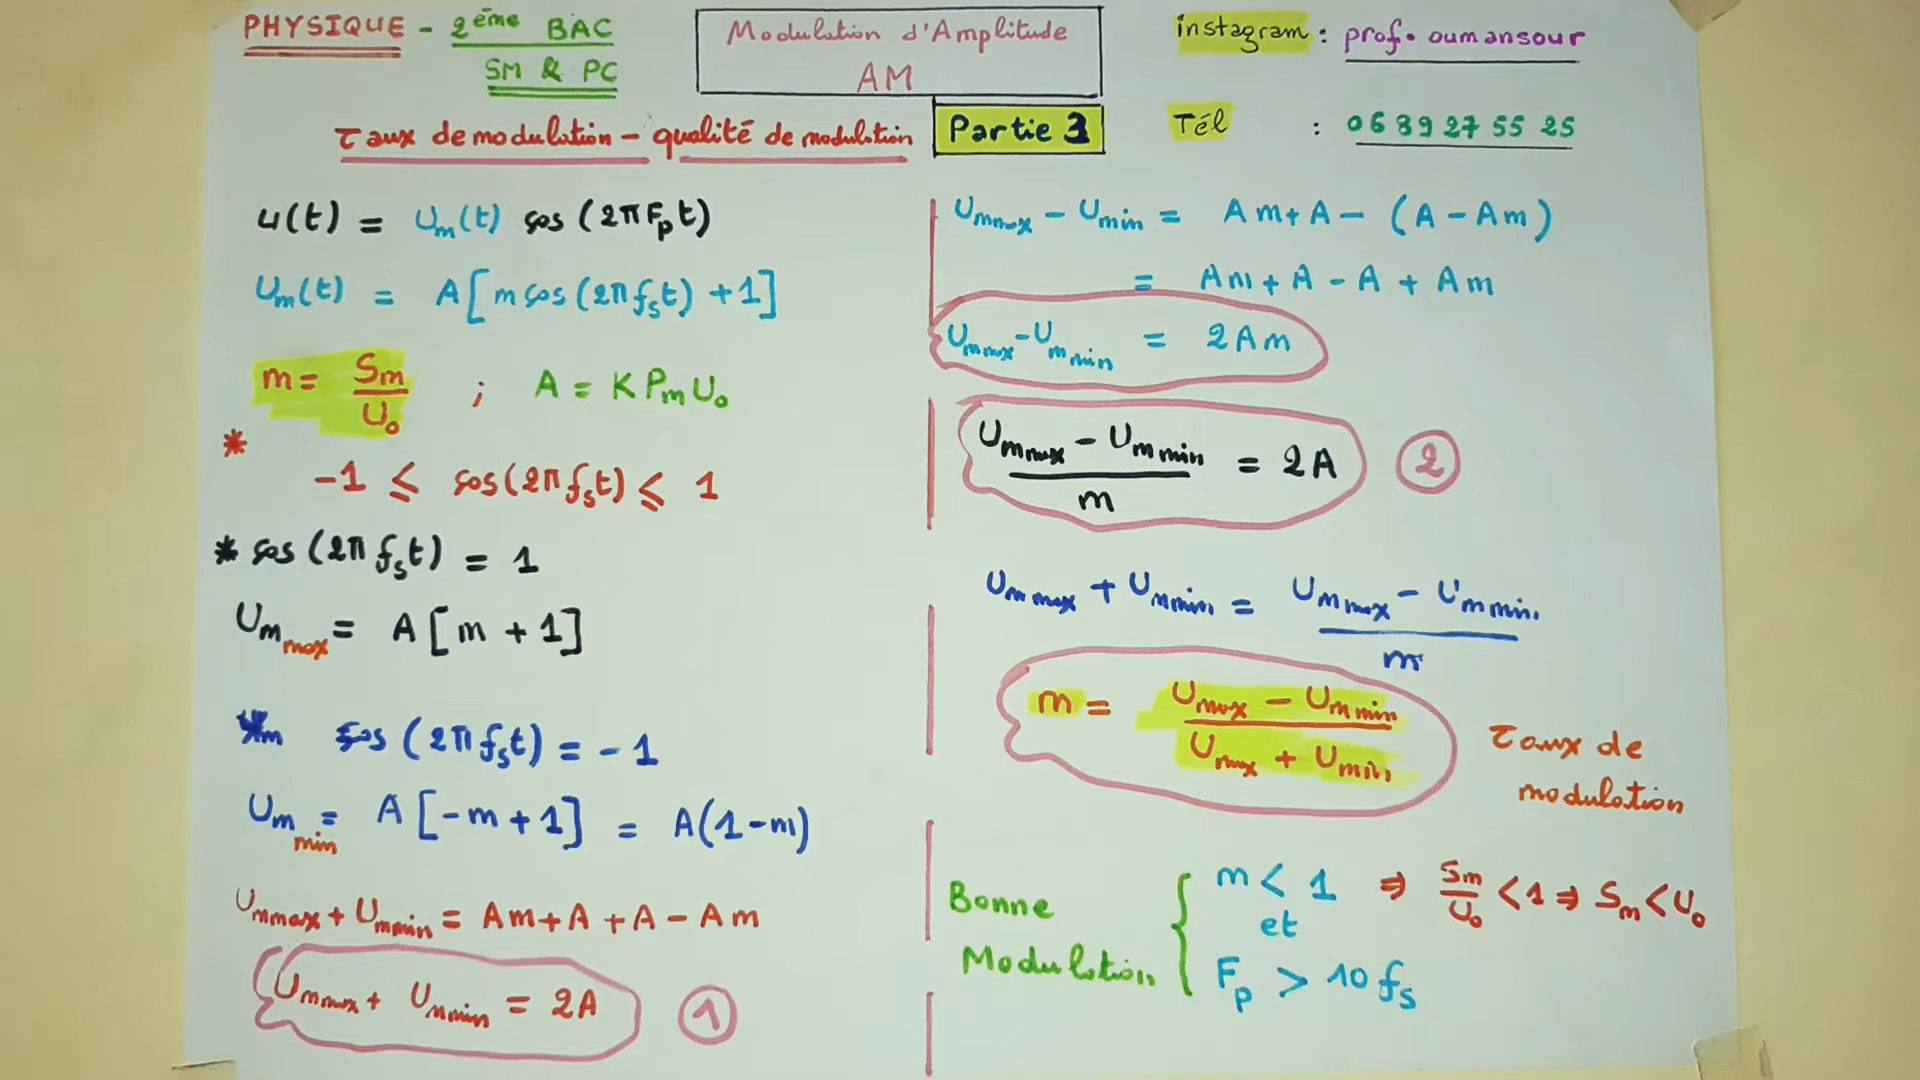 PHYSIQUE - 2ème BAC
SM & PC
Modulation d'Amplitude
AM
instagram : prof. oumansour
Taux de modulation - qualité de modulation
Partie 3
Tél : 06 89 27 55 25
u(t) = Um(t) cos (2πFpt)
Um(t) = A[m cos (2πfst) + 1]
m = Sm/U0 ; A = K Pm U0
*
-1 ≤ cos(2πfst) ≤ 1
* cos (2πfst) = 1
Ummax = A [m + 1]
* cos (2πfst) = -1
Ummin = A [-m + 1] = A(1-m)
Ummax + Ummin = Am + A + A - Am
Ummax + Ummin = 2A 1
Ummax - Umin = Am + A - (A - Am)
= Am + A - A + Am
Ummax - Ummin = 2Am
(Ummax - Ummin)/m = 2A 2
Ummax + Ummin = (Ummax - Ummin)/m
m = (Umax - Ummin)/(Umax + Umin)
Taux de
modulation
Bonne
Modulation
m < 1 ⇒ Sm/U0 < 1 ⇒ Sm < U0
et
Fp > 10 fs